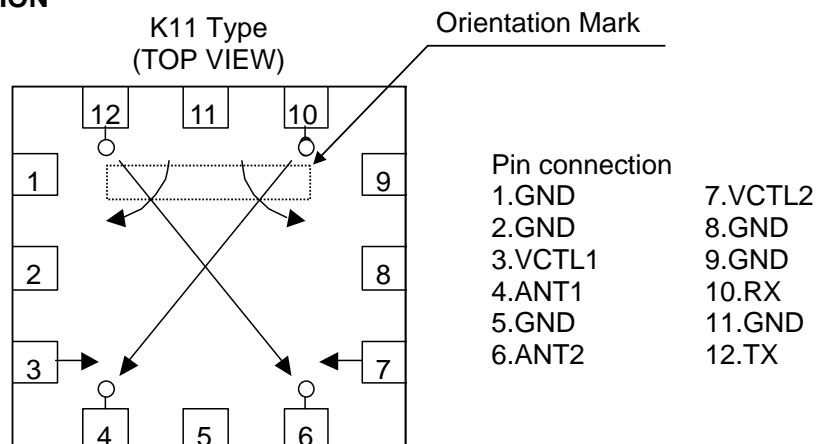 K11 Type
(TOP VIEW)
Orientation Mark
12 11 10
1 9
2 8
3 7
4 5 6
Pin connection
1.GND 7.VCTL2
2.GND 8.GND
3.VCTL1 9.GND
4.ANT1 10.RX
5.GND 11.GND
6.ANT2 12.TX